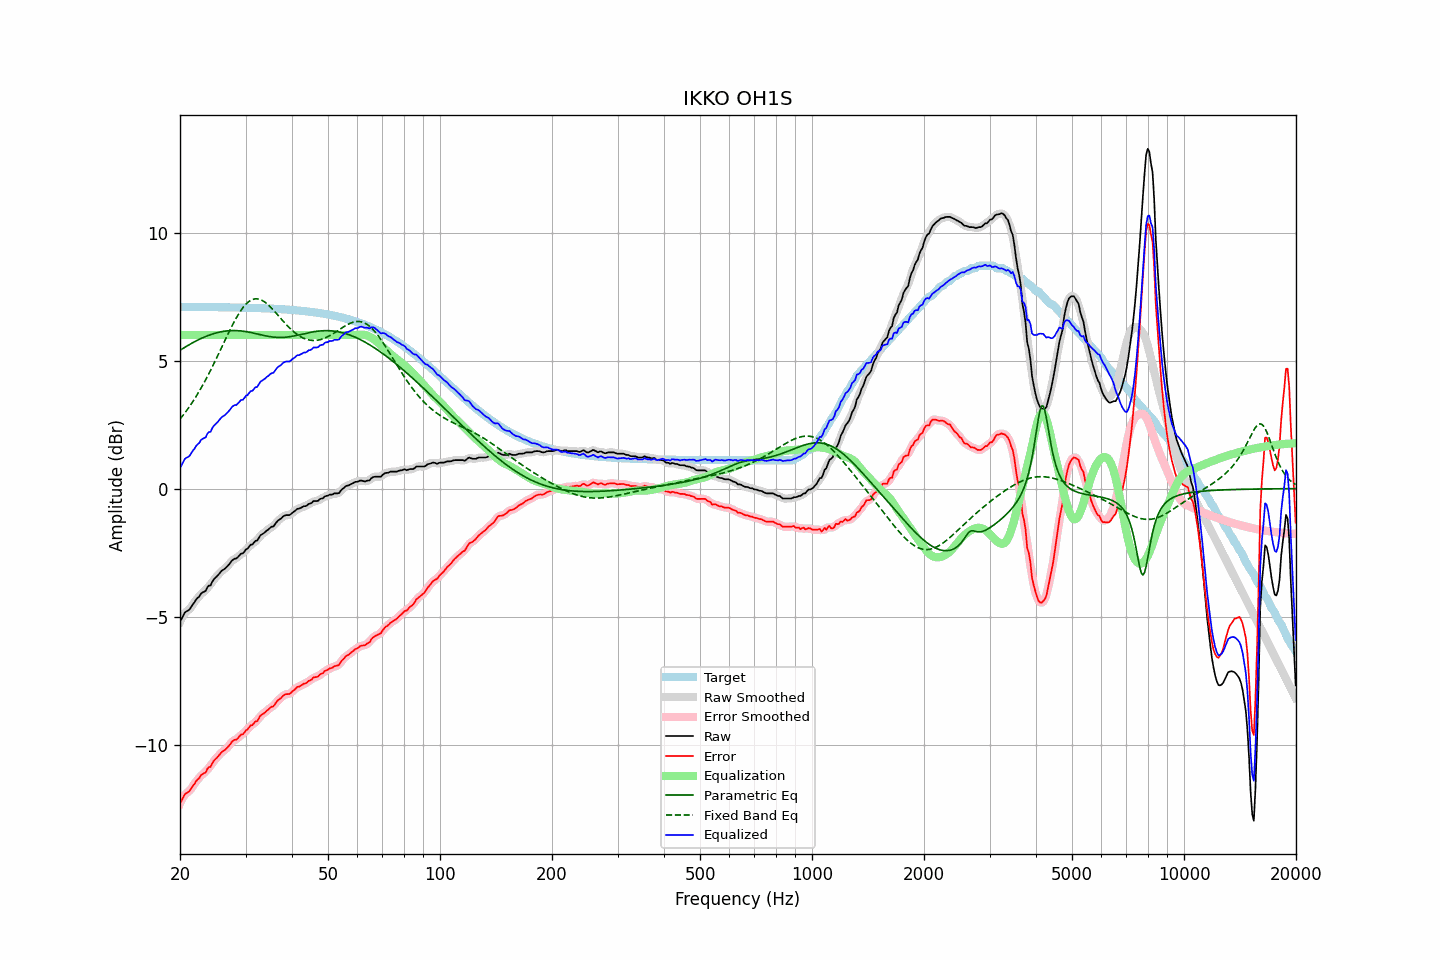 IKKO OH1S
Amplitude (dBr)
10
5
0
−5
−10
Target
Raw Smoothed
Error Smoothed
Raw
Error
Equalization
Parametric Eq
Fixed Band Eq
Equalized
20 50 100 200 500 1000 2000 5000 10000 20000
Frequency (Hz)